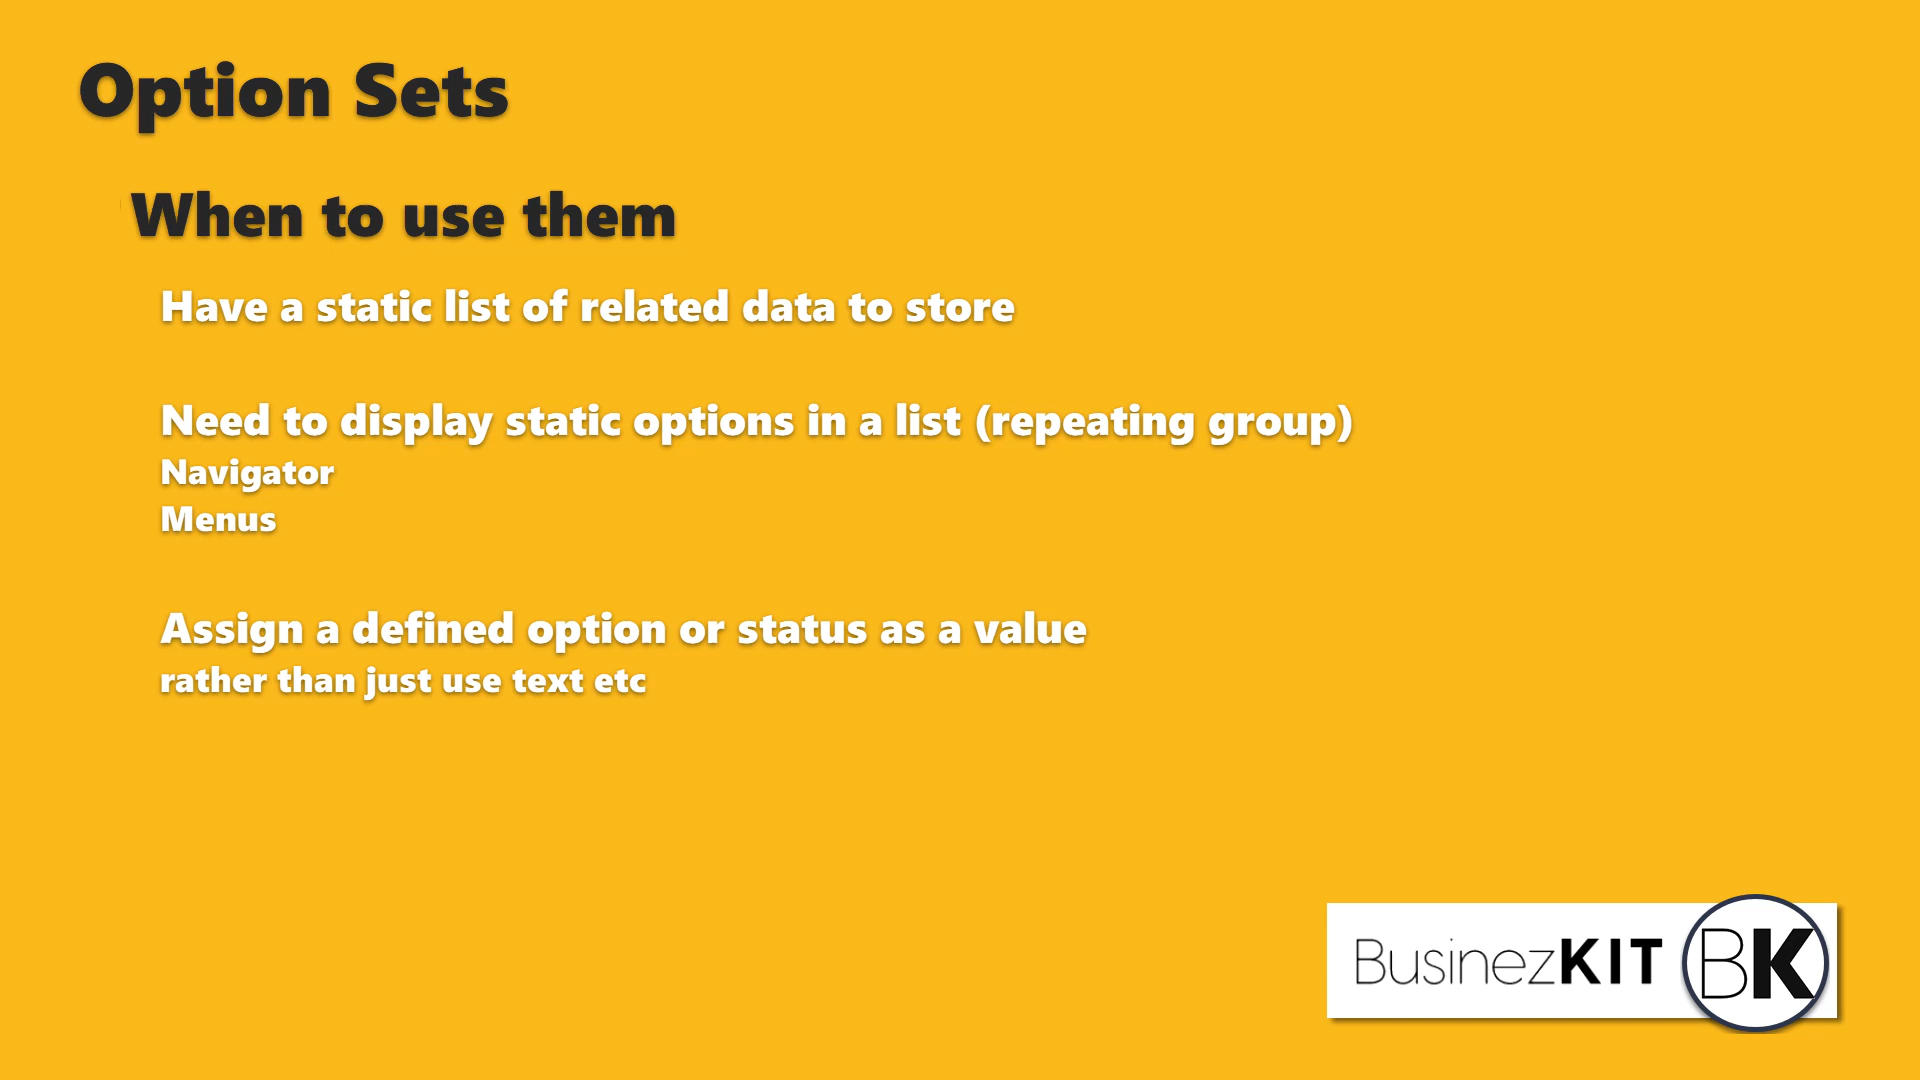 Option Sets
When to use them
Have a static list of related data to store
Need to display static options in a list (repeating group)
Navigator
Menus
Assign a defined option or status as a value
rather than just use text etc
BusinezKIT BK